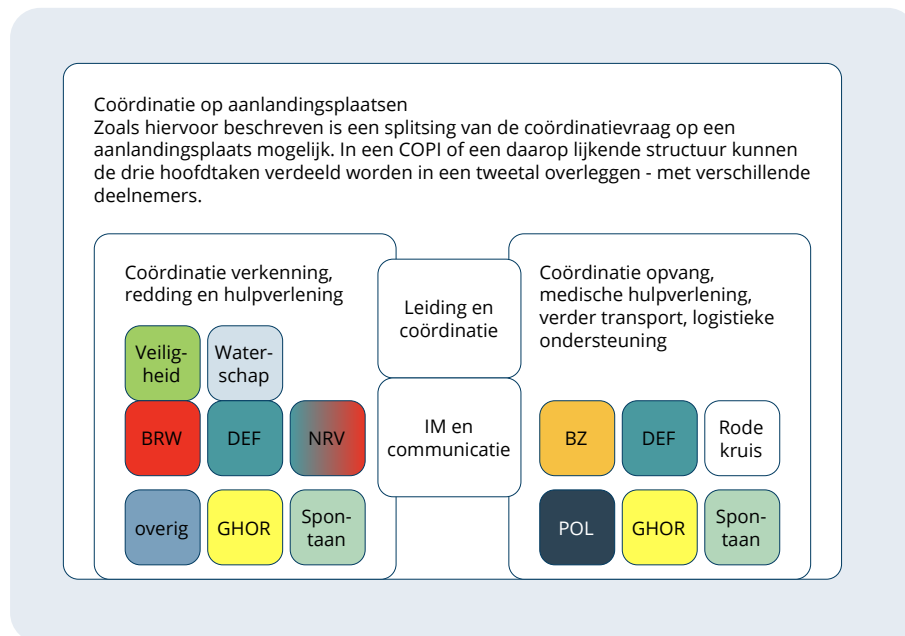 Coördinatie op aanlandingsplaatsen
Zoals hiervoor beschreven is een splitsing van de coördinatievraag op een
aanlandingsplaats mogelijk. In een COPI of een daarop lijkende structuur kunnen
de drie hoofdtaken verdeeld worden in een tweetal overleggen - met verschillende
deelnemers.
Coördinatie verkenning,
redding en hulpverlening
Veilig-
heid
Water-
schap
BRW
DEF
NRV
overig
GHOR
Spon-
taan
Leiding en
coördinatie
IM en
communicatie
Coördinatie opvang,
medische hulpverlening,
verder transport, logistieke
ondersteuning
BZ
DEF
Rode
kruis
POL
GHOR
Spon-
taan